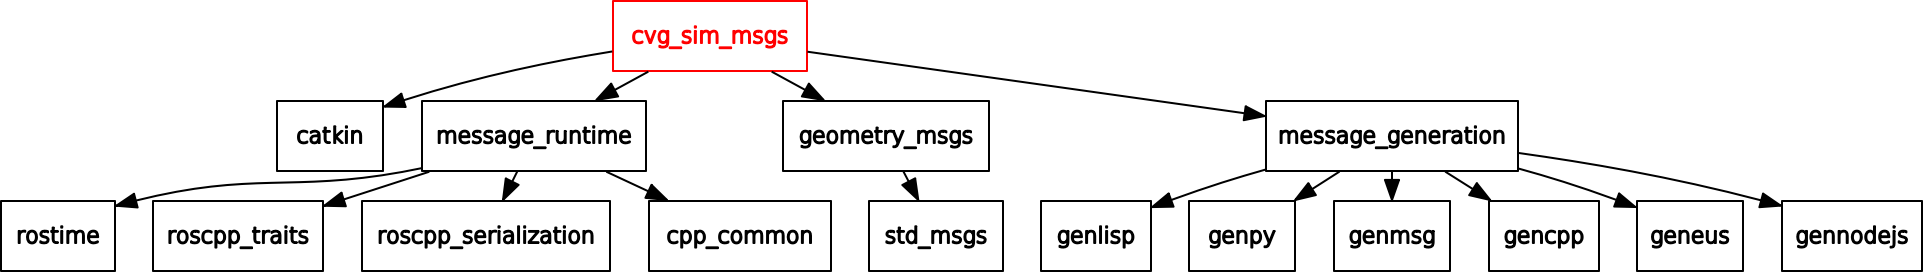 cvg_sim_msgs
catkin
message_runtime
geometry_msgs
message_generation
rostime
roscpp_traits
roscpp_serialization
cpp_common
std_msgs
genlisp
genpy
genmsg
gencpp
geneus
gennodejs